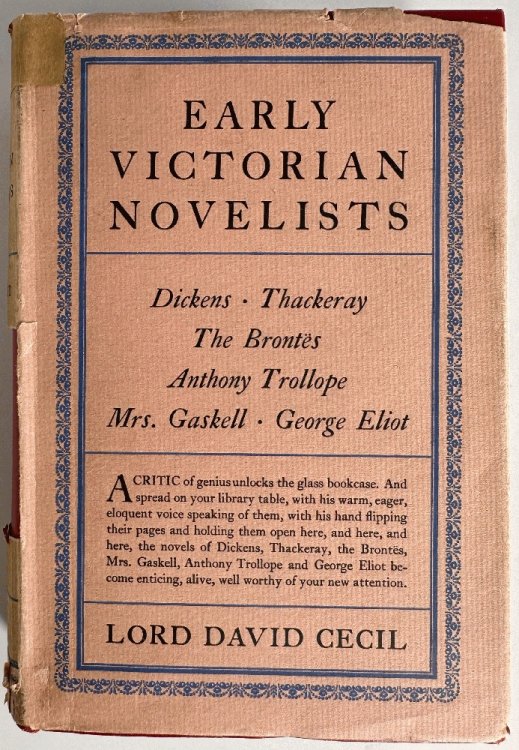 EARLY
VICTORIAN
NOVELISTS
Dickens · Thackeray
The Brontës
Anthony Trollope
Mrs. Gaskell · George Eliot
A CRITIC of genius unlocks the glass bookcase. And
spread on your library table, with his warm, eager,
eloquent voice speaking of them, with his hand flipping
their pages and holding them open here, and here, and
here, the novels of Dickens, Thackeray, the Brontës,
Mrs. Gaskell, Anthony Trollope and George Eliot be-
come enticing, alive, well worthy of your new attention.
LORD DAVID CECIL